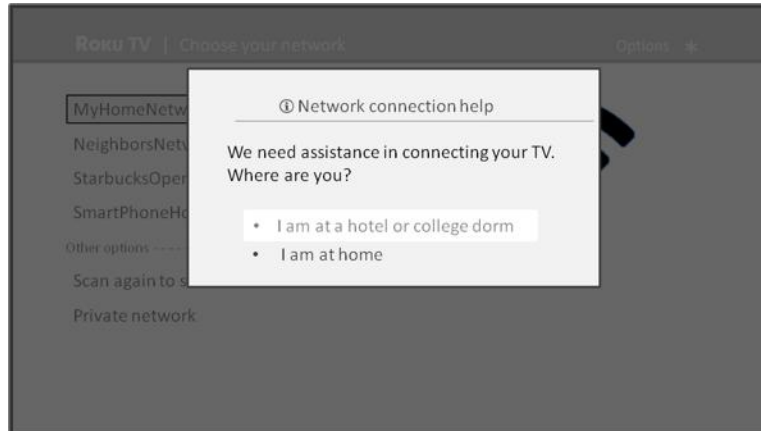 ROKU TV | Choose your network
Options *
MyHomeNetw
NeighborsNetw
StarbucksOper
SmartPhoneHo
Other options -----
Scan again to s
Private network
ⓘ Network connection help
We need assistance in connecting your TV.
Where are you?
• I am at a hotel or college dorm
• I am at home